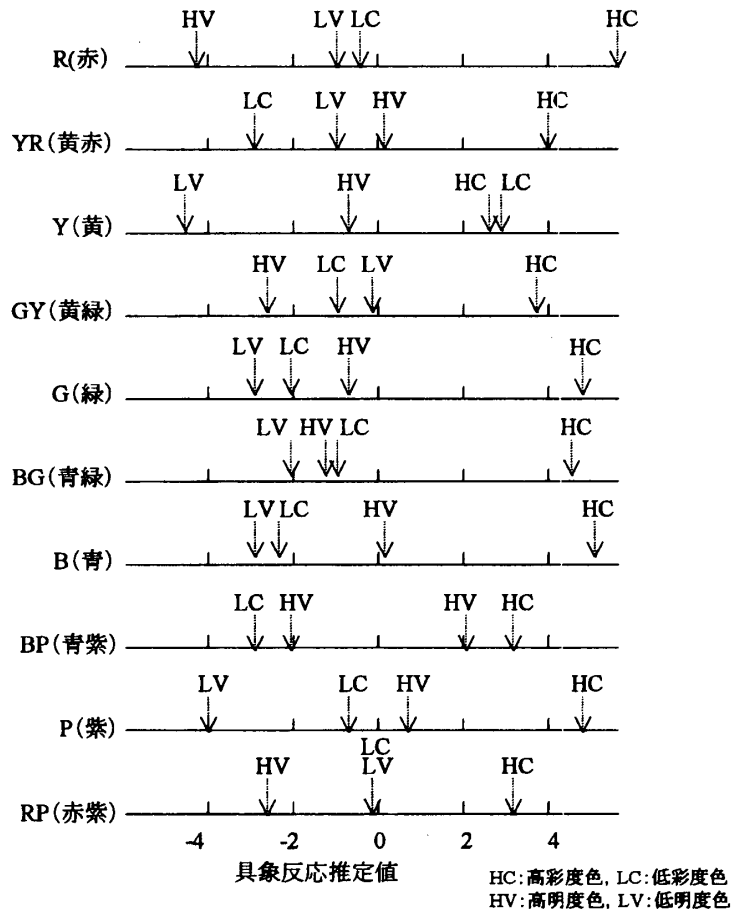 HV LV LC HC
R(赤)
LC LV HV HC
YR(黄赤)
LV HV HC LC
Y(黄)
HV LC LV HC
GY(黄緑)
LV LC HV HC
G(緑)
LV HV LC HC
BG(青緑)
LV LC HV HC
B(青)
LC HV HV HC
BP(青紫)
LV LC HV HC
P(紫)
LC
HV LV HC
RP(赤紫)
-4 -2 0 2 4
具象反応推定値
HC:高彩度色, LC:低彩度色
HV:高明度色, LV:低明度色